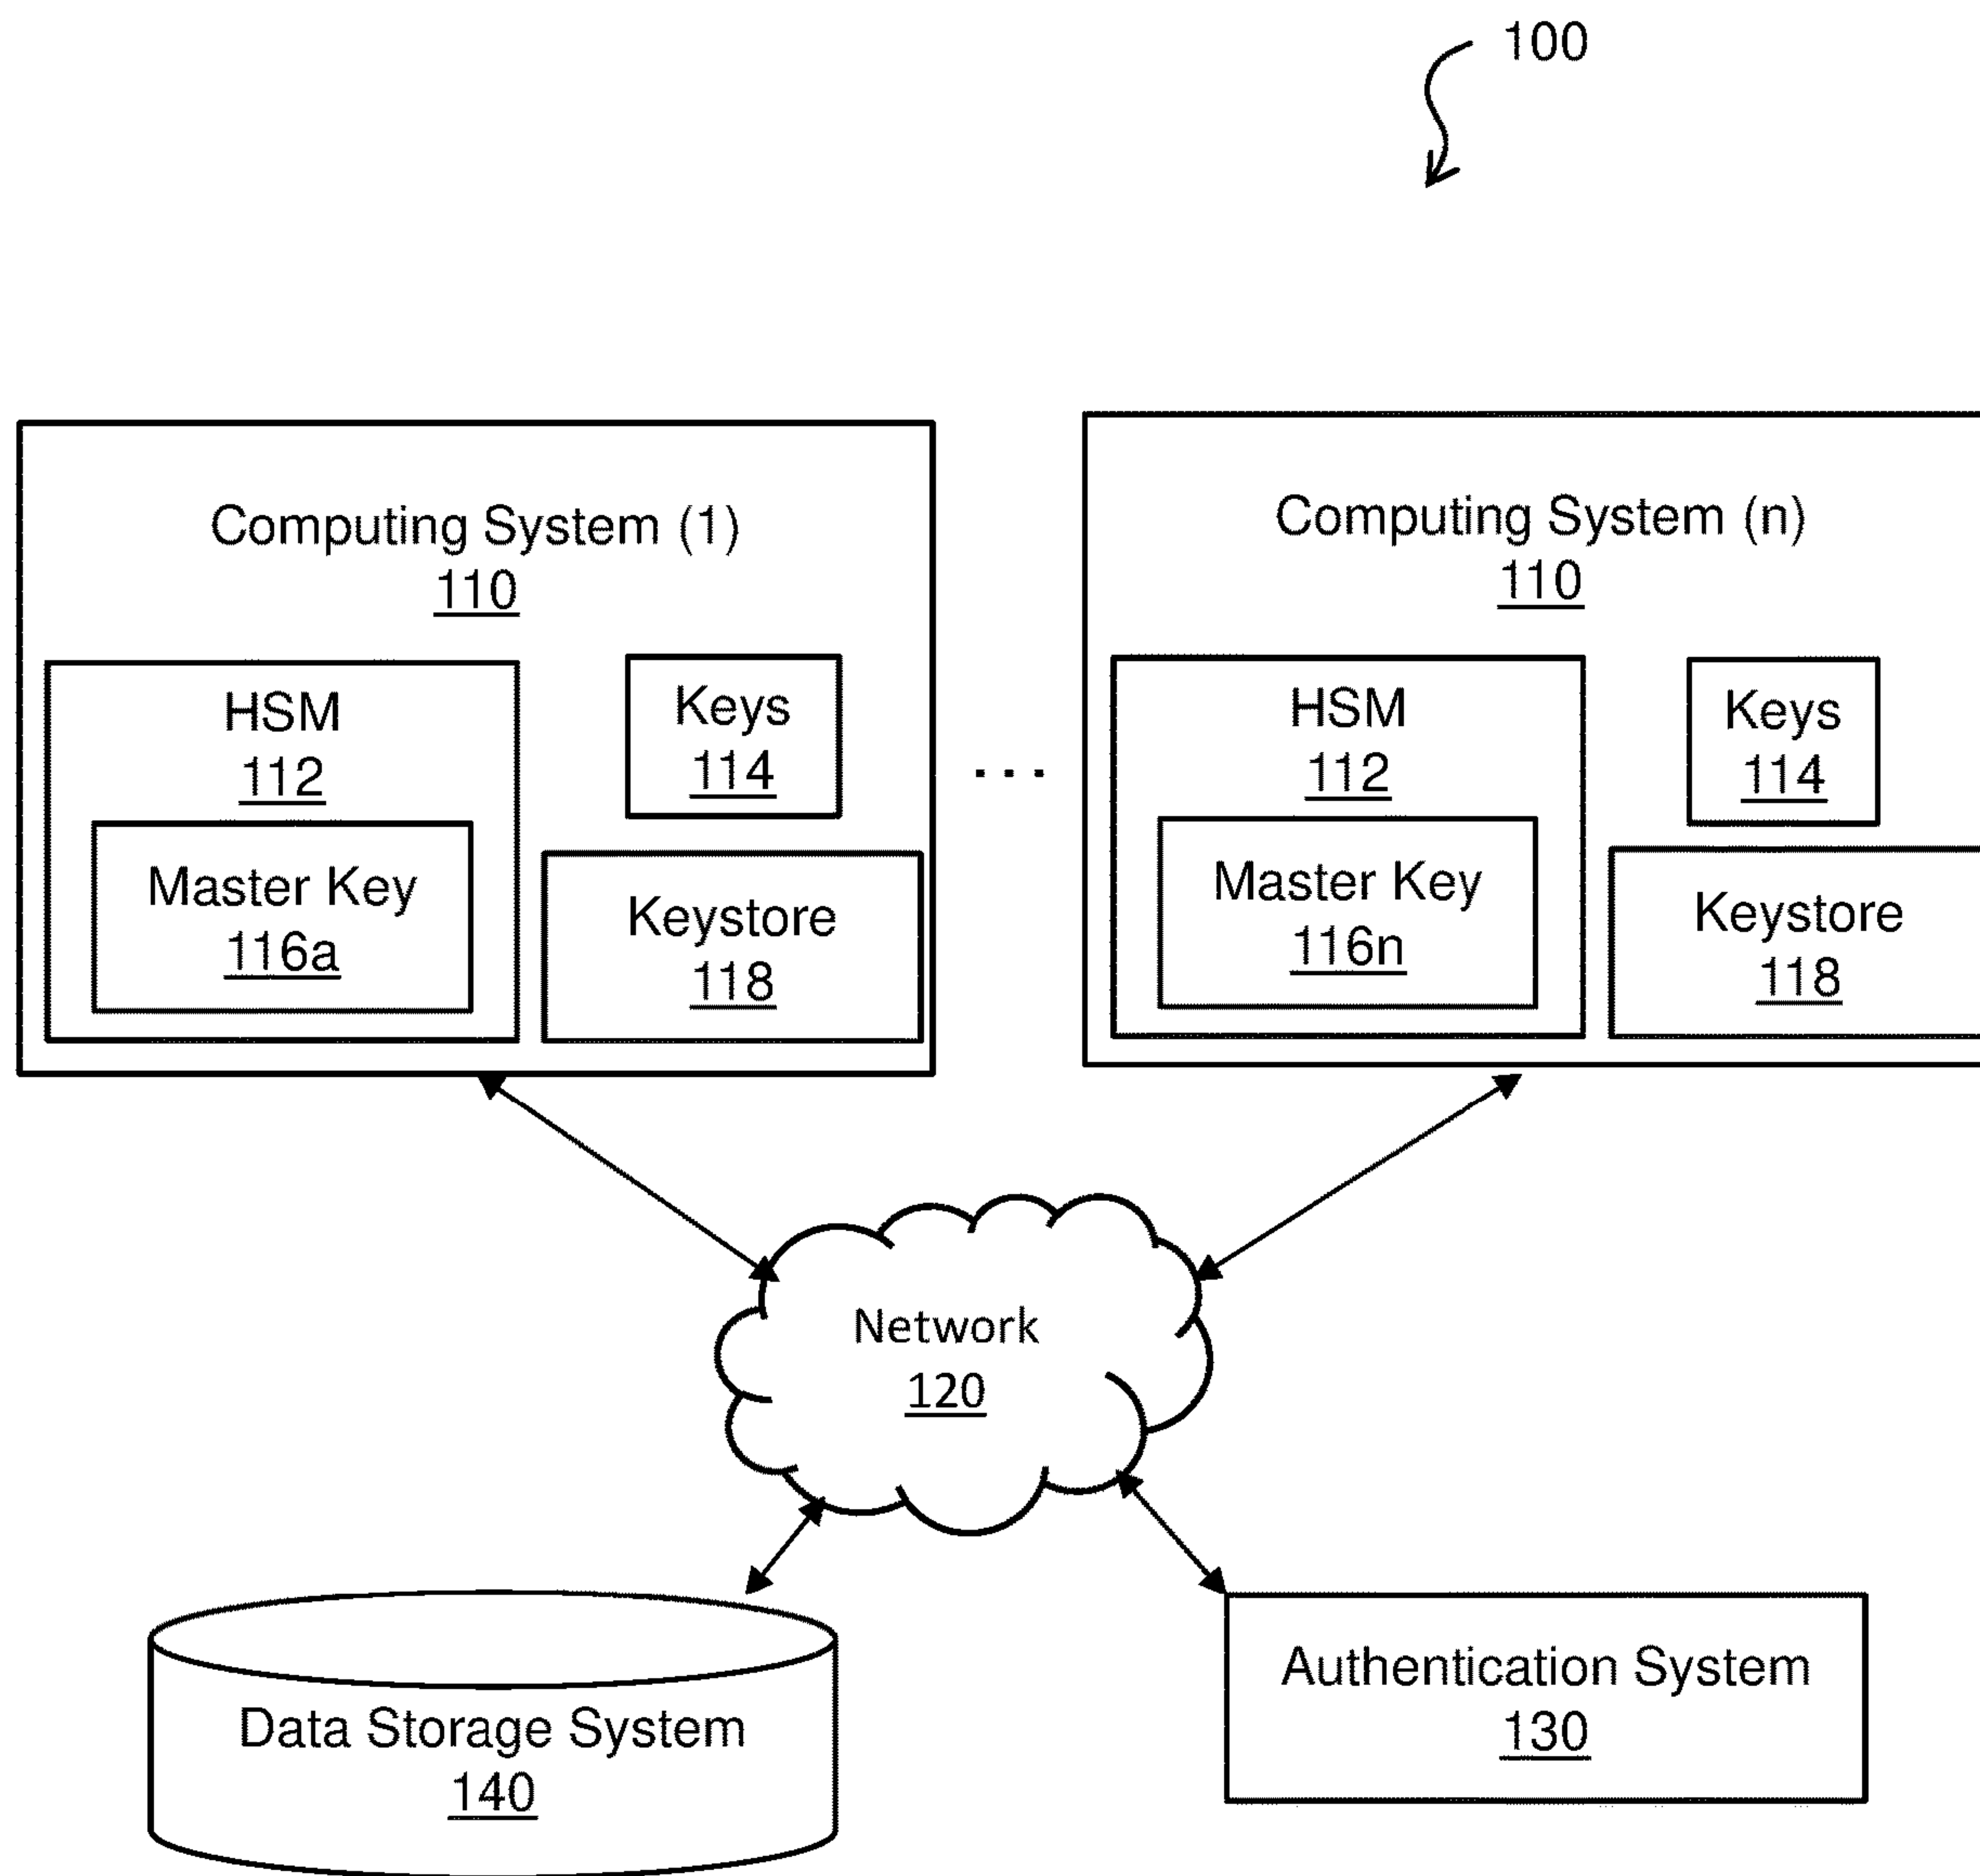 100
Computing System (1)
110
HSM
112
Master Key
116a
Keys
114
Keystore
118
...
Computing System (n)
110
HSM
112
Master Key
116n
Keys
114
Keystore
118
Network
120
Data Storage System
140
Authentication System
130